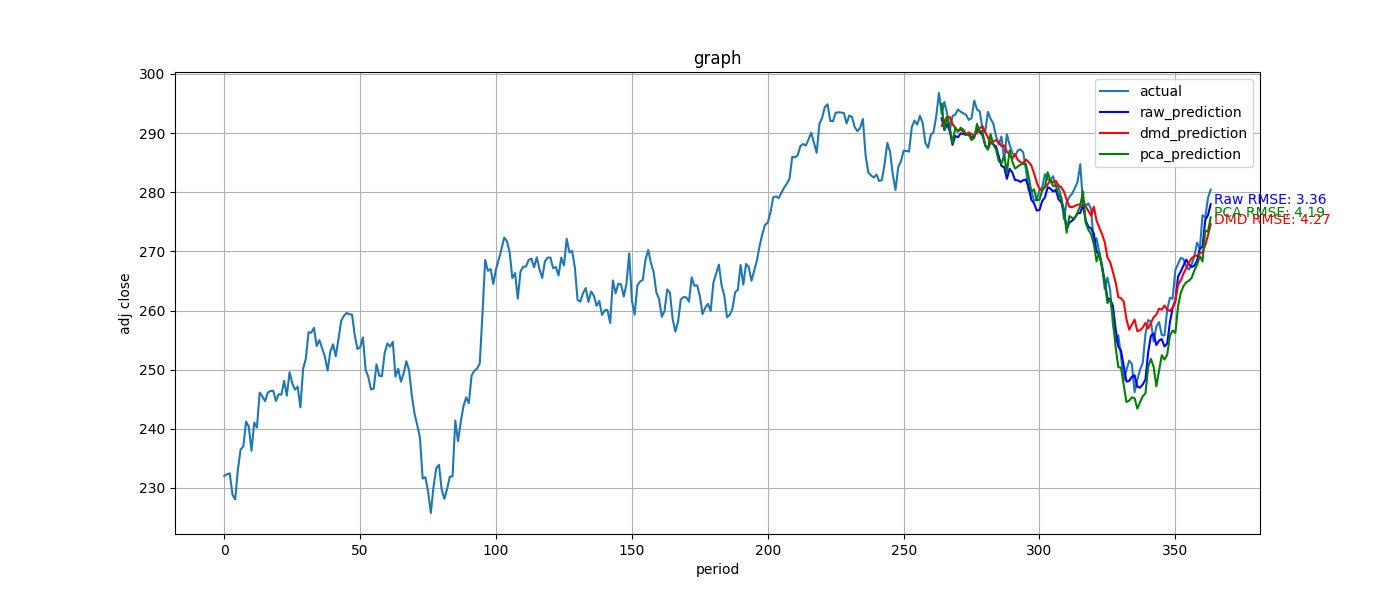 graph
300
290
280
270
260
250
240
230
adj close
actual
raw_prediction
dmd_prediction
pca_prediction
Raw RMSE: 3.36
PCA RMSE: 4.19
DMD RMSE: 4.27
0 50 100 150 200 250 300 350
period